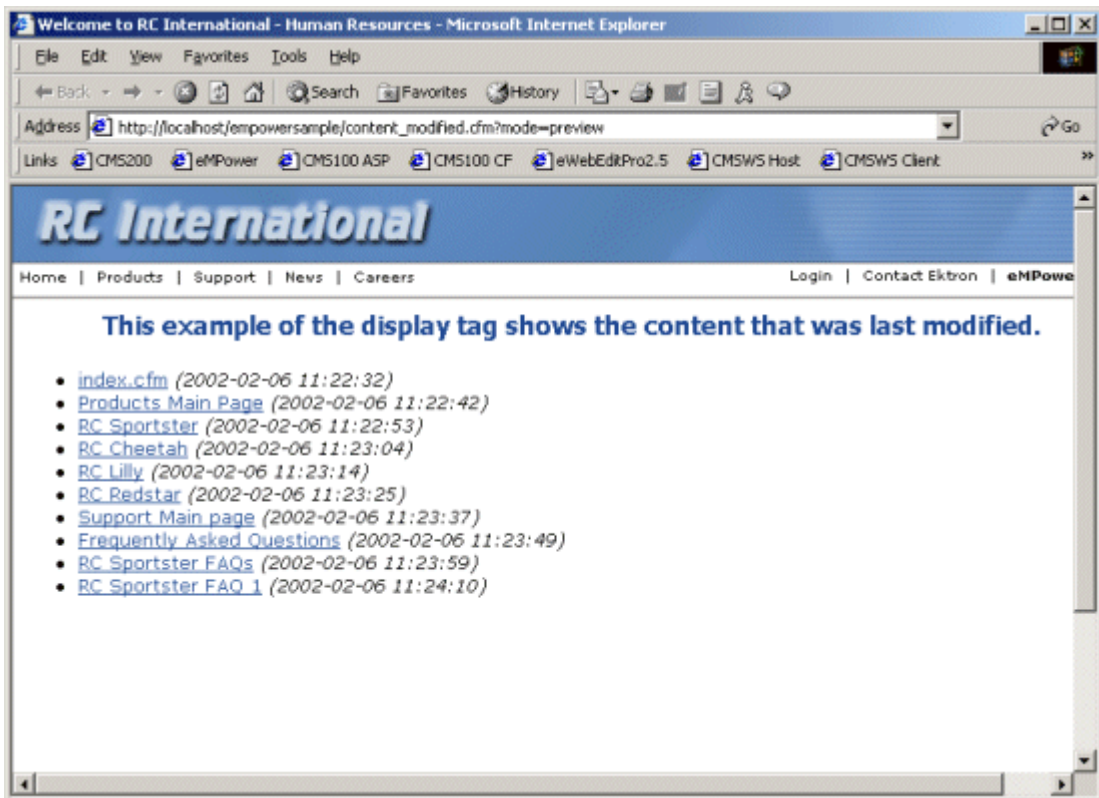 Welcome to RC International - Human Resources - Microsoft Internet Explorer
File Edit View Favorites Tools Help
Back Search Favorites History
Address http://localhost/empowersample/content_modified.cfm?mode=preview Go
Links CMS200 eMPower CMS100 ASP CMS100 CF eWebEditPro2.5 CMSWS Host CMSWS Client »
RC International
Home | Products | Support | News | Careers Login | Contact Ektron | eMPowe
This example of the display tag shows the content that was last modified.
• index.cfm (2002-02-06 11:22:32)
• Products Main Page (2002-02-06 11:22:42)
• RC Sportster (2002-02-06 11:22:53)
• RC Cheetah (2002-02-06 11:23:04)
• RC Lilly (2002-02-06 11:23:14)
• RC Redstar (2002-02-06 11:23:25)
• Support Main page (2002-02-06 11:23:37)
• Frequently Asked Questions (2002-02-06 11:23:49)
• RC Sportster FAQs (2002-02-06 11:23:59)
• RC Sportster FAQ 1 (2002-02-06 11:24:10)